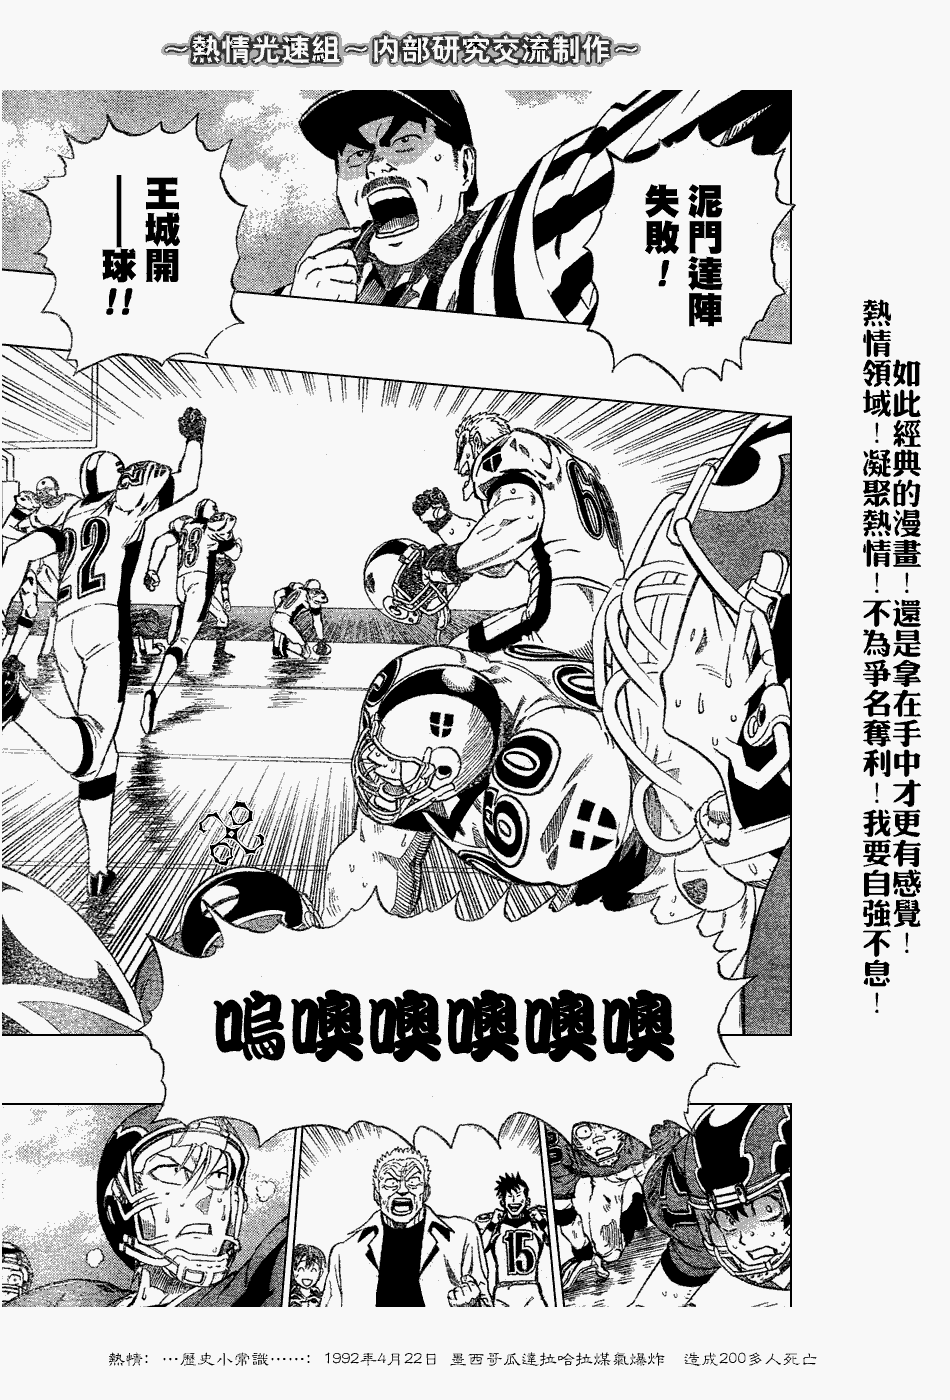 ～熱情光速組～內部研究交流制作～
泥門達陣
失敗！
王城開
——球!!
如此經典的漫畫！還是拿在手中才更有感覺！
熱情領域！凝聚熱情！不為爭名奪利！我要自強不息！
22
60
60
60
嗚噢噢噢噢噢
15
熱情：…歷史小常識……：1992年4月22日 墨西哥瓜達拉哈拉煤氣爆炸 造成200多人死亡